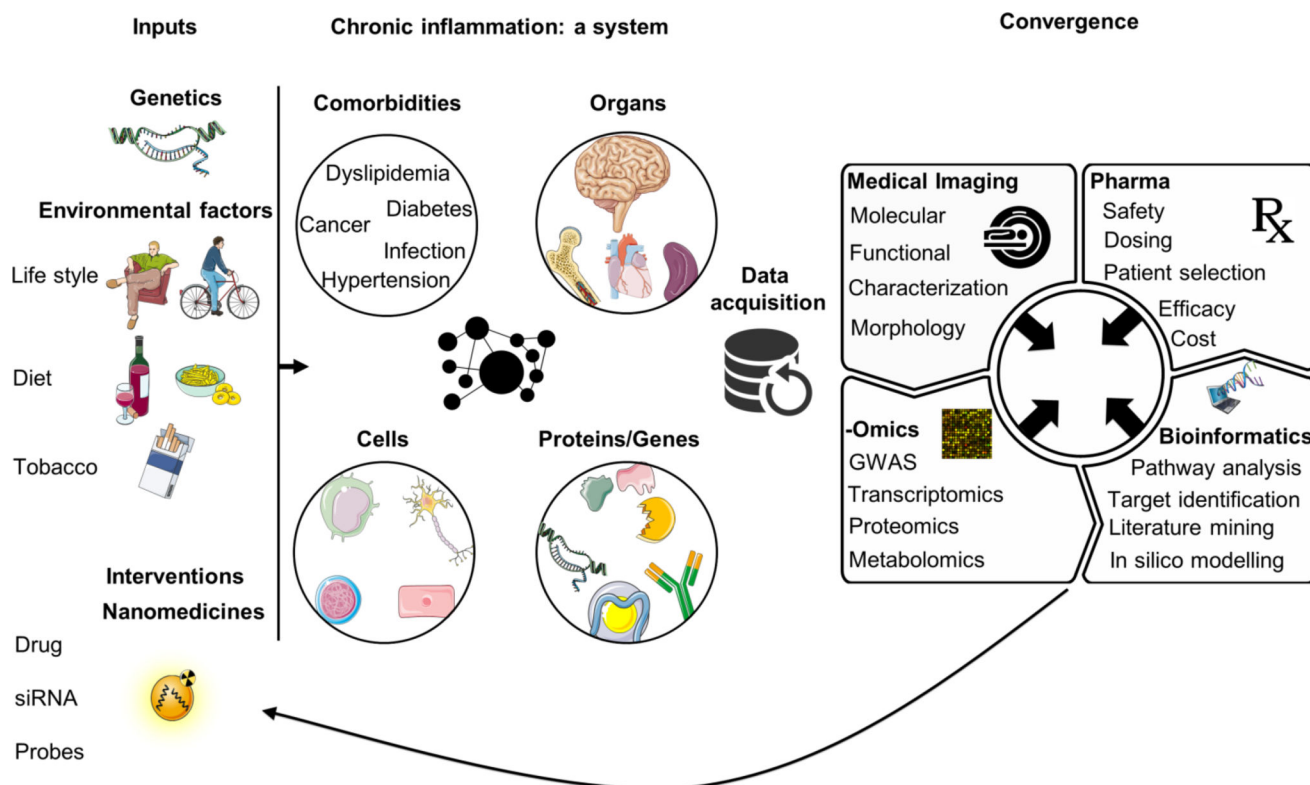 Inputs
Chronic inflammation: a system
Convergence
Genetics
Environmental factors
Life style
Diet
Tobacco
Interventions
Nanomedicines
Drug
siRNA
Probes
Comorbidities
Dyslipidemia
Diabetes
Cancer
Infection
Hypertension
Organs
Cells
Proteins/Genes
Data
acquisition
Medical Imaging
Molecular
Functional
Characterization
Morphology
Pharma
Rx
Safety
Dosing
Patient selection
Efficacy
Cost
-Omics
GWAS
Transcriptomics
Proteomics
Metabolomics
Bioinformatics
Pathway analysis
Target identification
Literature mining
In silico modelling